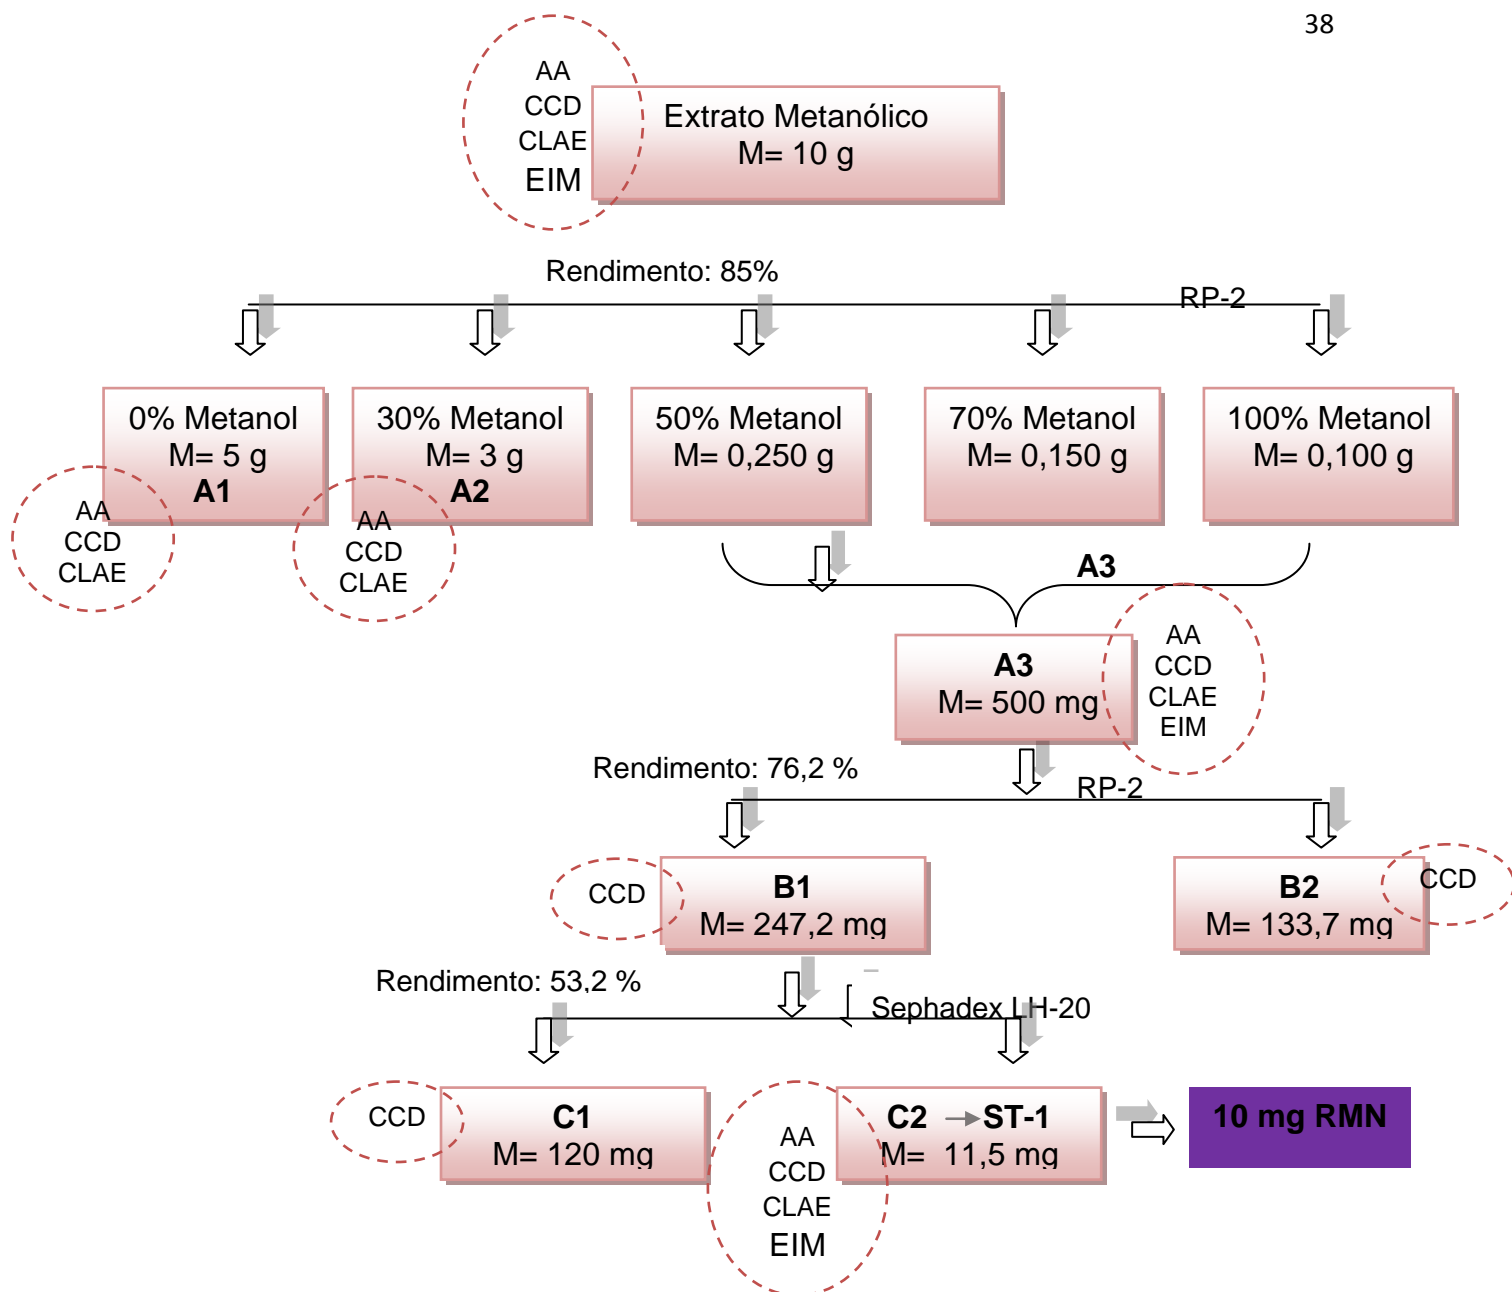 38
AA
CCD
CLAE
EIM
Extrato Metanólico
M= 10 g
Rendimento: 85%
RP-2
0% Metanol
M= 5 g
A1
AA
CCD
CLAE
30% Metanol
M= 3 g
A2
AA
CCD
CLAE
50% Metanol
M= 0,250 g
70% Metanol
M= 0,150 g
100% Metanol
M= 0,100 g
A3
A3
M= 500 mg
AA
CCD
CLAE
EIM
Rendimento: 76,2 %
RP-2
CCD
B1
M= 247,2 mg
B2
M= 133,7 mg
CCD
Rendimento: 53,2 %
Sephadex LH-20
CCD
C1
M= 120 mg
AA
CCD
CLAE
EIM
C2 → ST-1
M= 11,5 mg
10 mg RMN